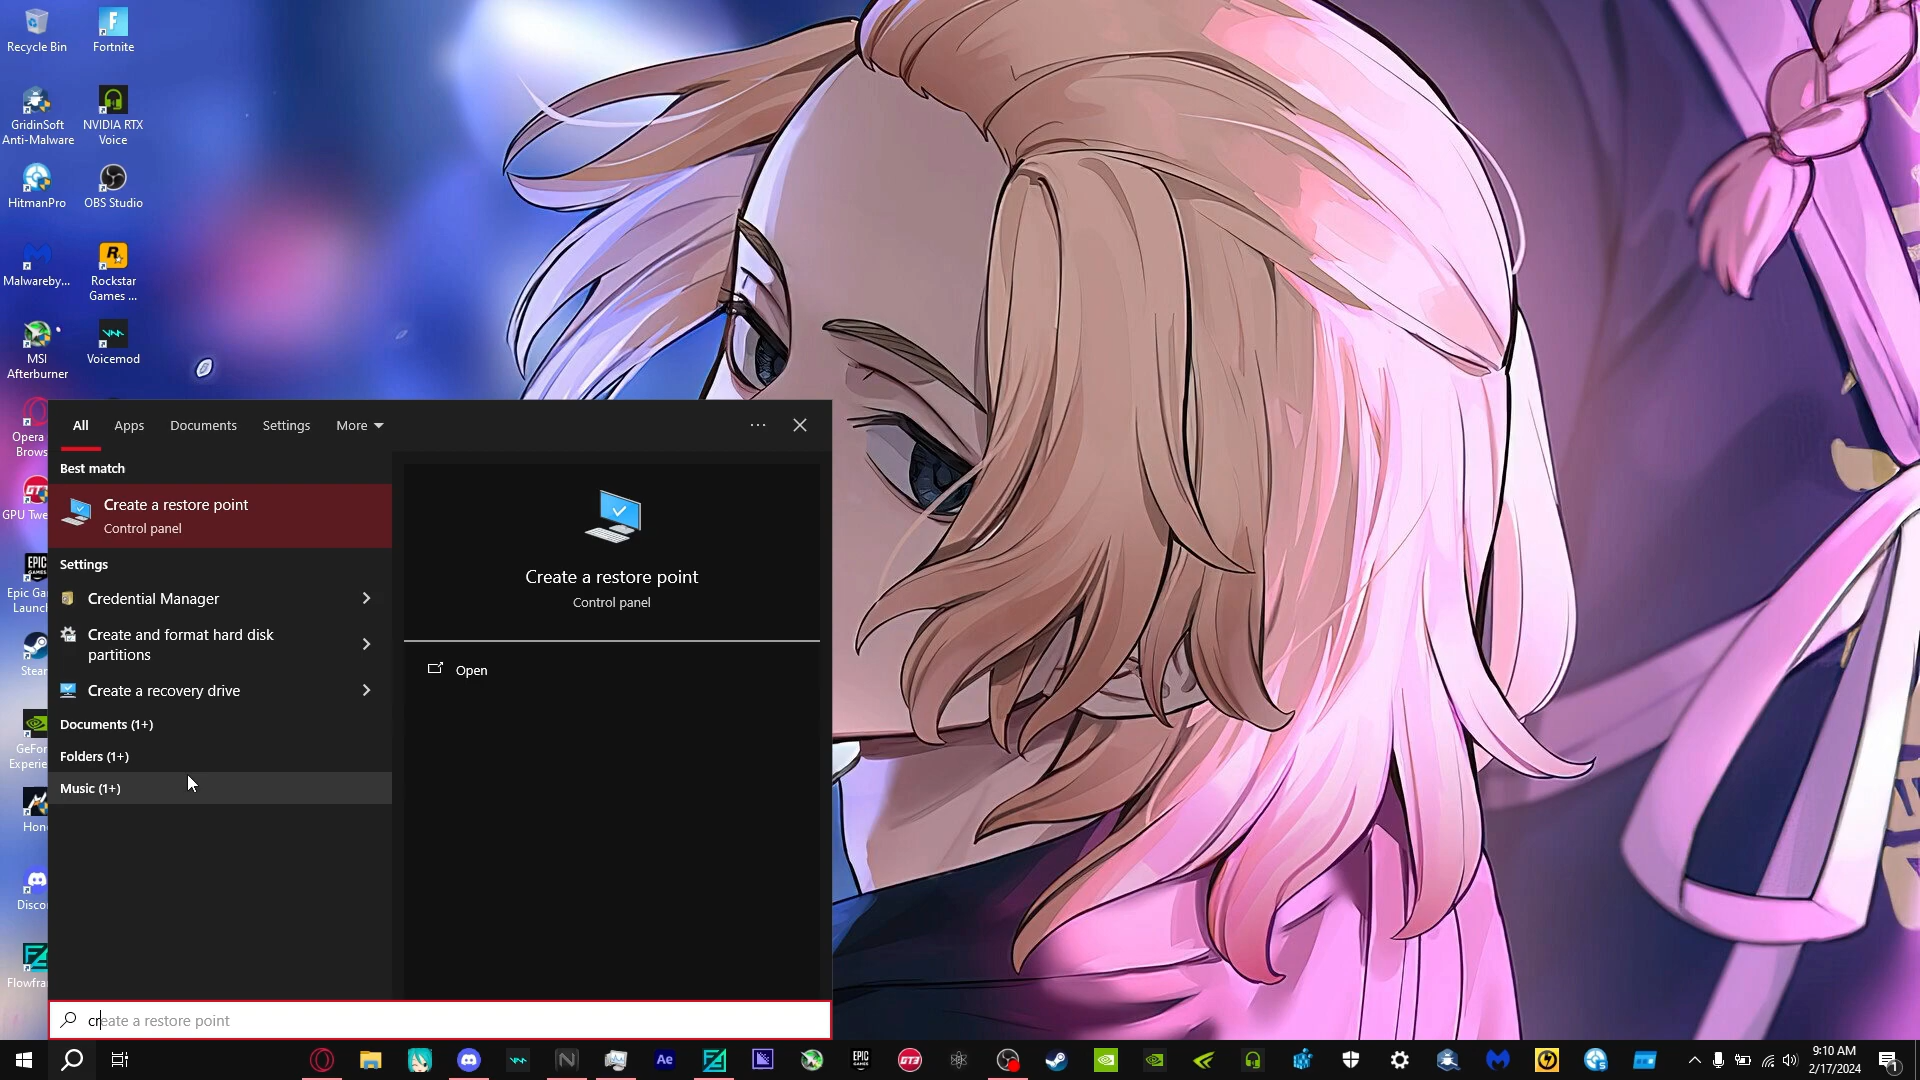 Recycle Bin
Fortnite
GridinSoft
Anti-Malware
NVIDIA RTX
Voice
HitmanPro
OBS Studio
Malwareby...
Rockstar
Games ...
MSI
Afterburner
Voicemod
Opera
Brows
GPU Twe
Epic Ga
Launch
Stear
GeFor
Experie
Hon
Disco
Flowfra
All
Apps
Documents
Settings
More
Best match
Create a restore point
Control panel
Settings
Credential Manager
Create and format hard disk
partitions
Create a recovery drive
Documents (1+)
Folders (1+)
Music (1+)
Create a restore point
Control panel
Open
create a restore point
9:10 AM
2/17/2024